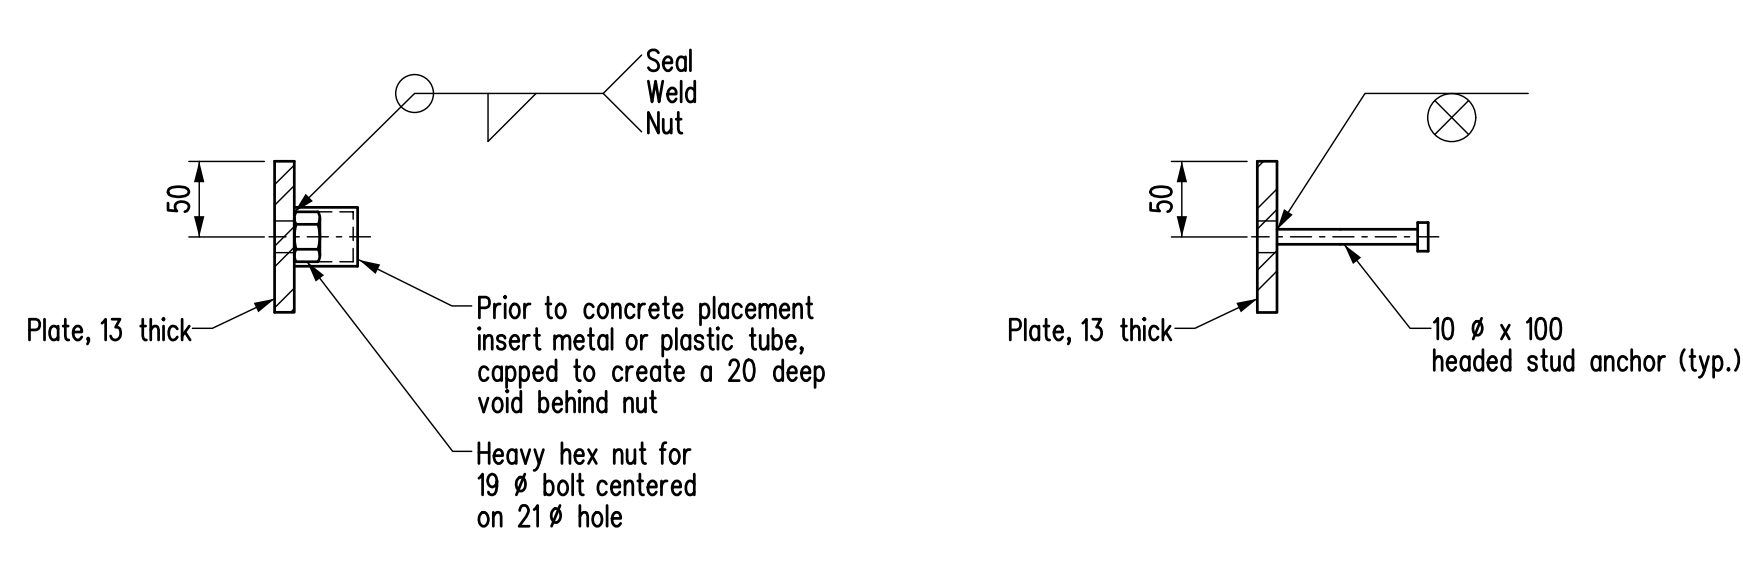 Seal
Weld
Nut
50
Plate, 13 thick
Prior to concrete placement
insert metal or plastic tube,
capped to create a 20 deep
void behind nut
Heavy hex nut for
19 Ø bolt centered
on 21 Ø hole
50
Plate, 13 thick
10 Ø x 100
headed stud anchor (typ.)